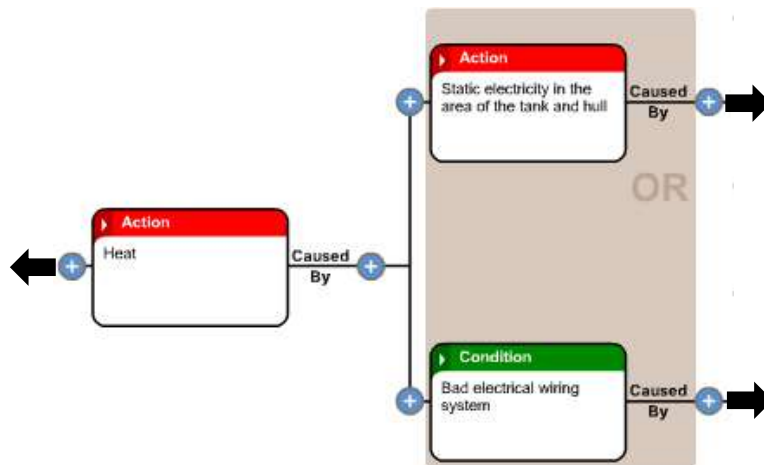 Action
Static electricity in the
area of the tank and hull
Caused
By
OR
Action
Heat
Caused
By
Condition
Bad electrical wiring
system
Caused
By